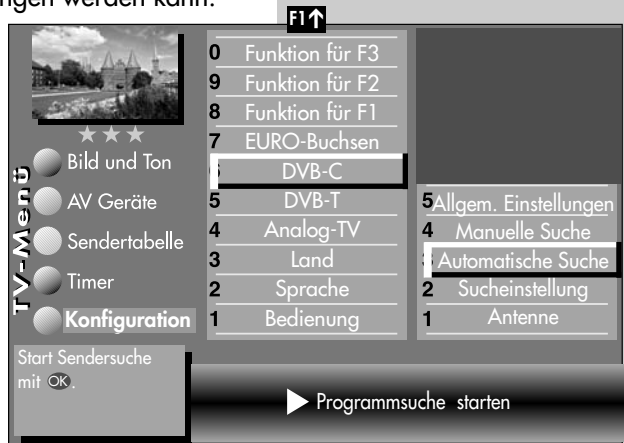 ngen werden kann.
F1↑
TV-Menü
Bild und Ton
AV Geräte
Sendertabelle
Timer
Konfiguration
0 Funktion für F3
9 Funktion für F2
8 Funktion für F1
7 EURO-Buchsen
6 DVB-C
5 DVB-T
4 Analog-TV
3 Land
2 Sprache
1 Bedienung
5 Allgem. Einstellungen
4 Manuelle Suche
3 Automatische Suche
2 Sucheinstellung
1 Antenne
Start Sendersuche
mit OK.
Programmsuche starten